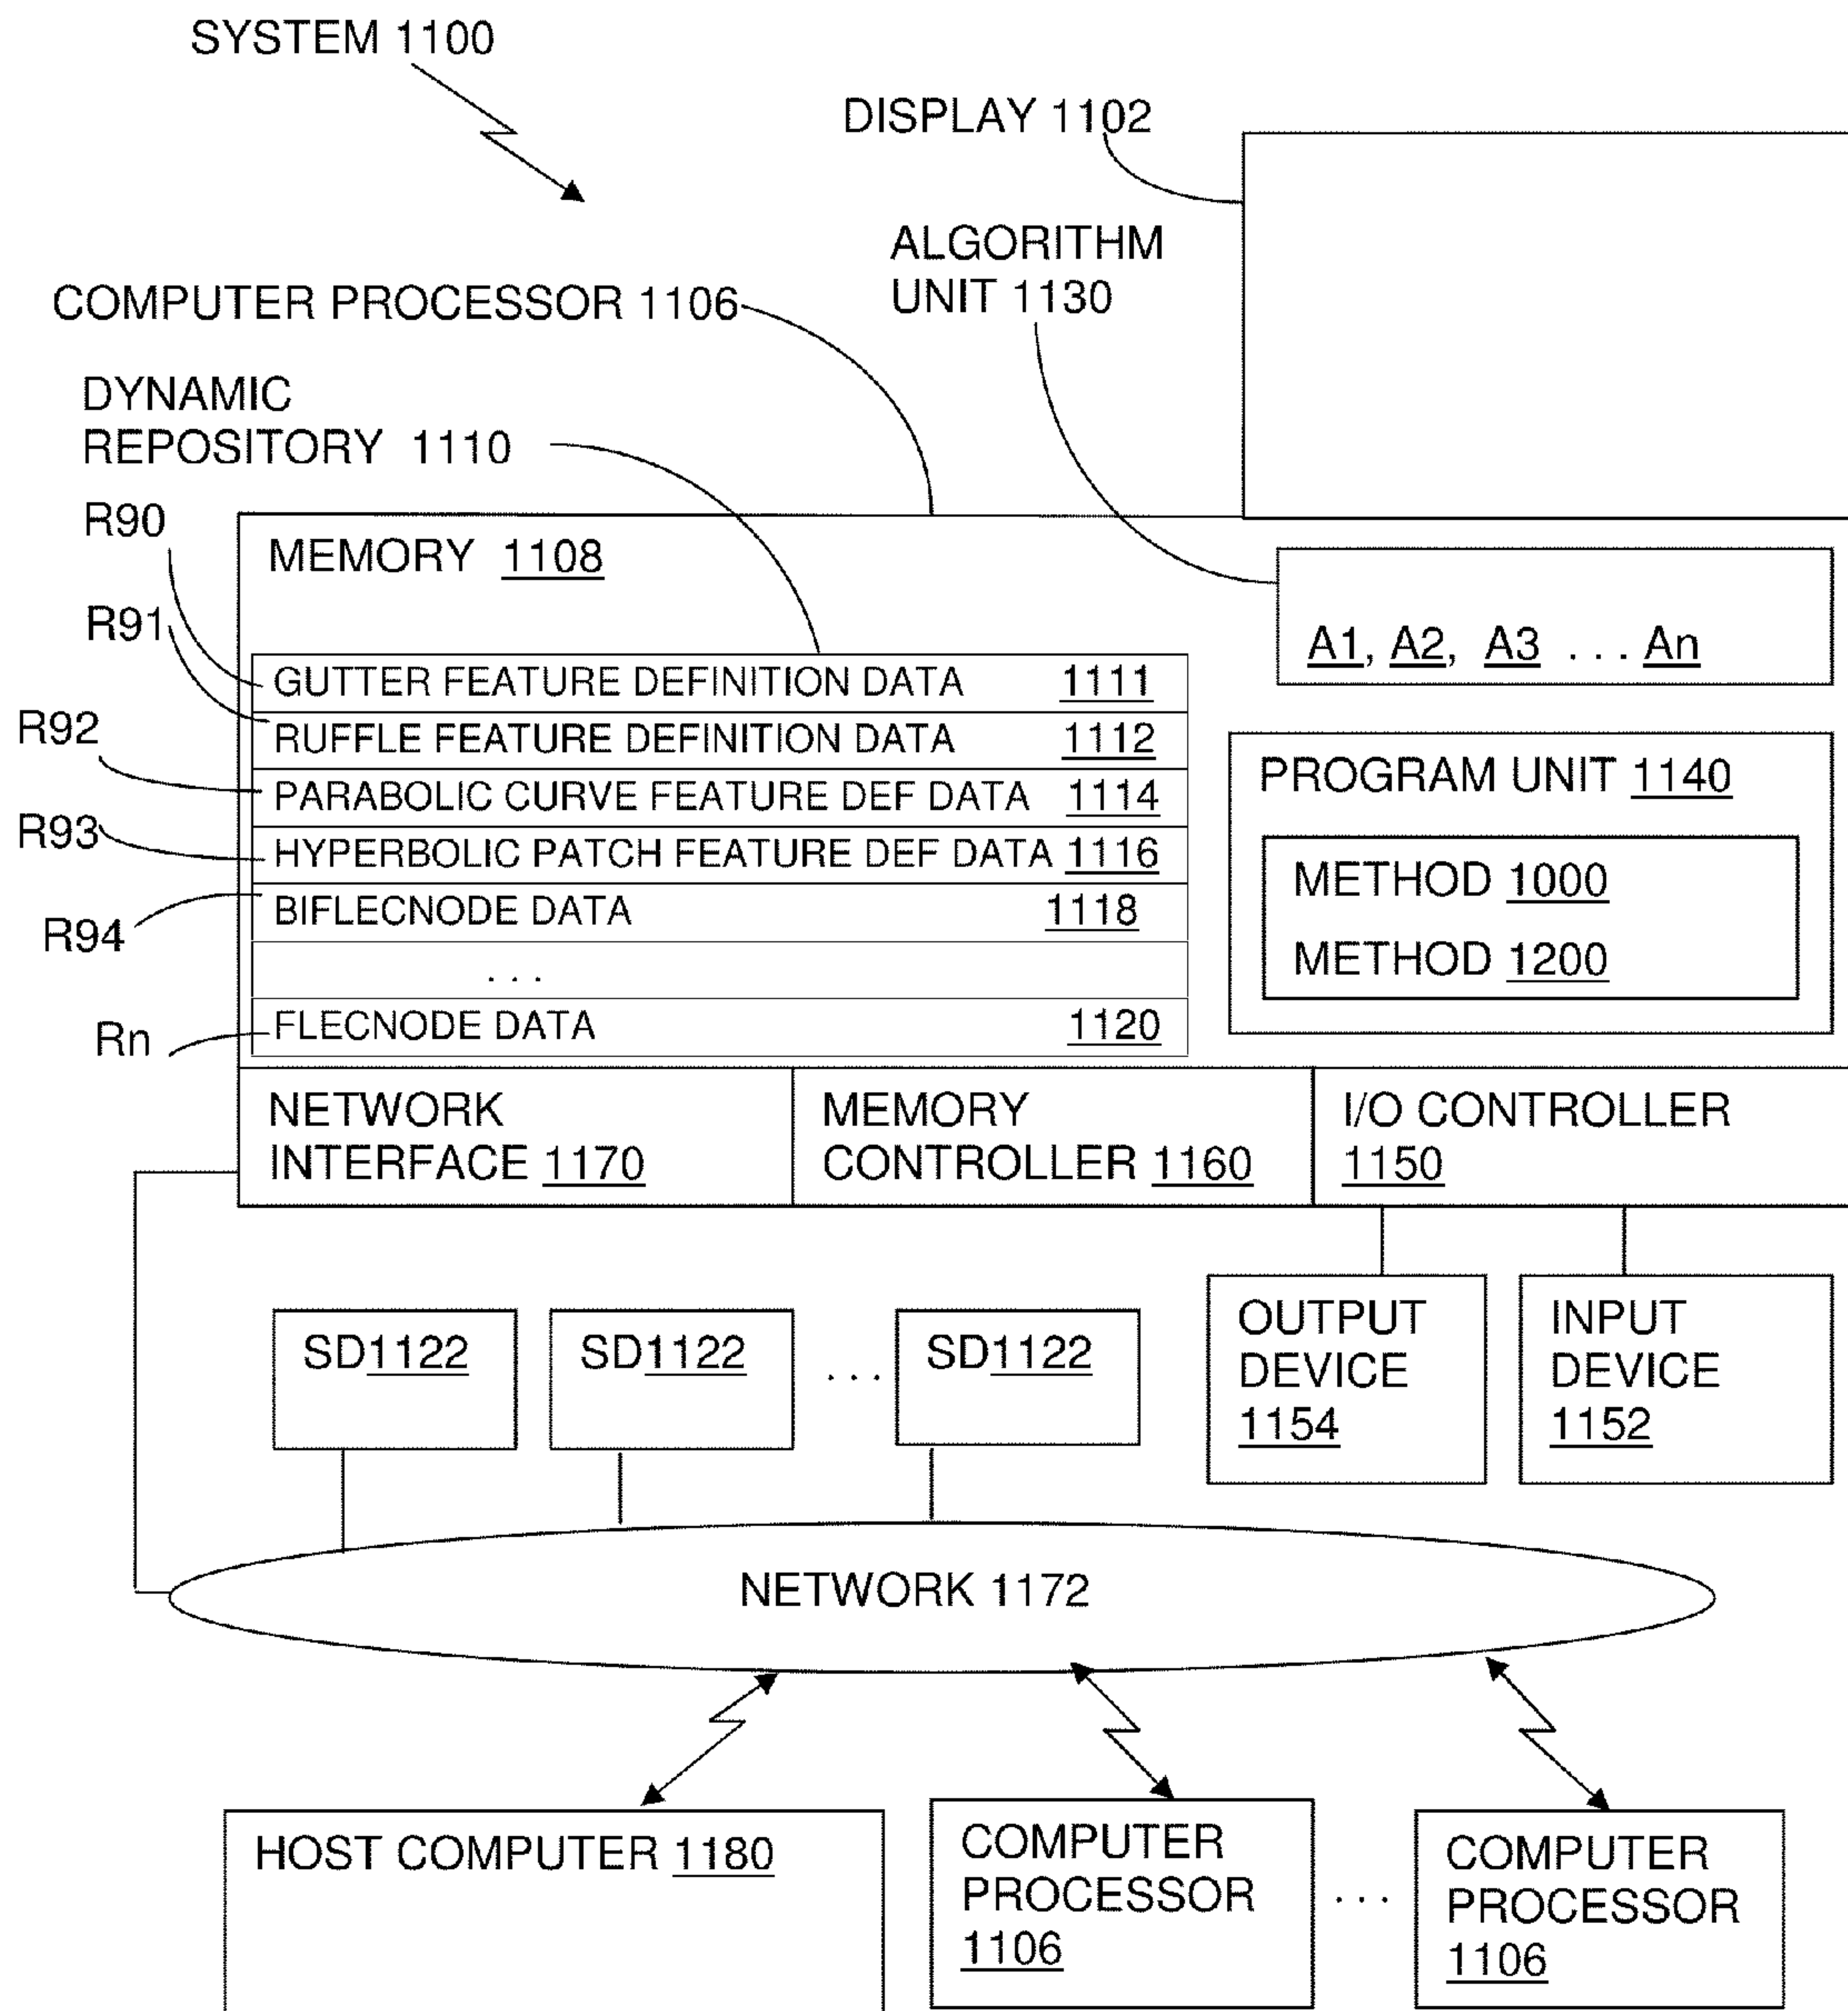 SYSTEM 1100
DISPLAY 1102
ALGORITHM
UNIT 1130
COMPUTER PROCESSOR 1106
DYNAMIC
REPOSITORY 1110
R90
R91
R92
R93
R94
Rn
MEMORY 1108
GUTTER FEATURE DEFINITION DATA 1111
RUFFLE FEATURE DEFINITION DATA 1112
PARABOLIC CURVE FEATURE DEF DATA 1114
HYPERBOLIC PATCH FEATURE DEF DATA 1116
BIFLECNODE DATA 1118
. . .
FLECNODE DATA 1120
A1, A2, A3 . . . An
PROGRAM UNIT 1140
METHOD 1000
METHOD 1200
NETWORK
INTERFACE 1170
MEMORY
CONTROLLER 1160
I/O CONTROLLER
1150
SD1122
SD1122
. . .
SD1122
OUTPUT
DEVICE
1154
INPUT
DEVICE
1152
NETWORK 1172
HOST COMPUTER 1180
COMPUTER
PROCESSOR
1106
. . .
COMPUTER
PROCESSOR
1106